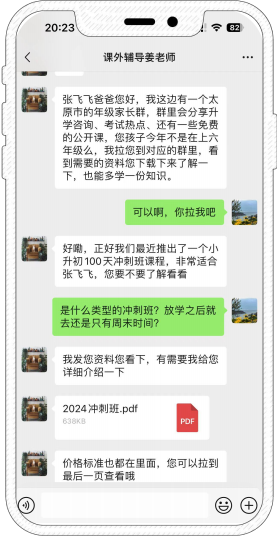 20:23
82
课外辅导姜老师
张飞飞爸爸您好，我这边有一个太
原市的年级家长群，群里会分享升
学咨询、考试热点、还有一些免费
的公开课，您孩子今年不是在上六
年级么，我拉您到对应的群里，看
到需要的资料您下载下来了解一
下，也能多学一份知识。
可以啊，你拉我吧
好嘞，正好我们最近推出了一个小
升初100天冲刺班课程，非常适合
张飞飞，您要不要了解看看
是什么类型的冲刺班？放学之后就
去还是只有周末时间？
我发您资料您看下，有需要我给您
详细介绍一下
2024冲刺班.pdf
638KB
PDF
价格标准也都在里面，您可以拉到
最后一页查看哦